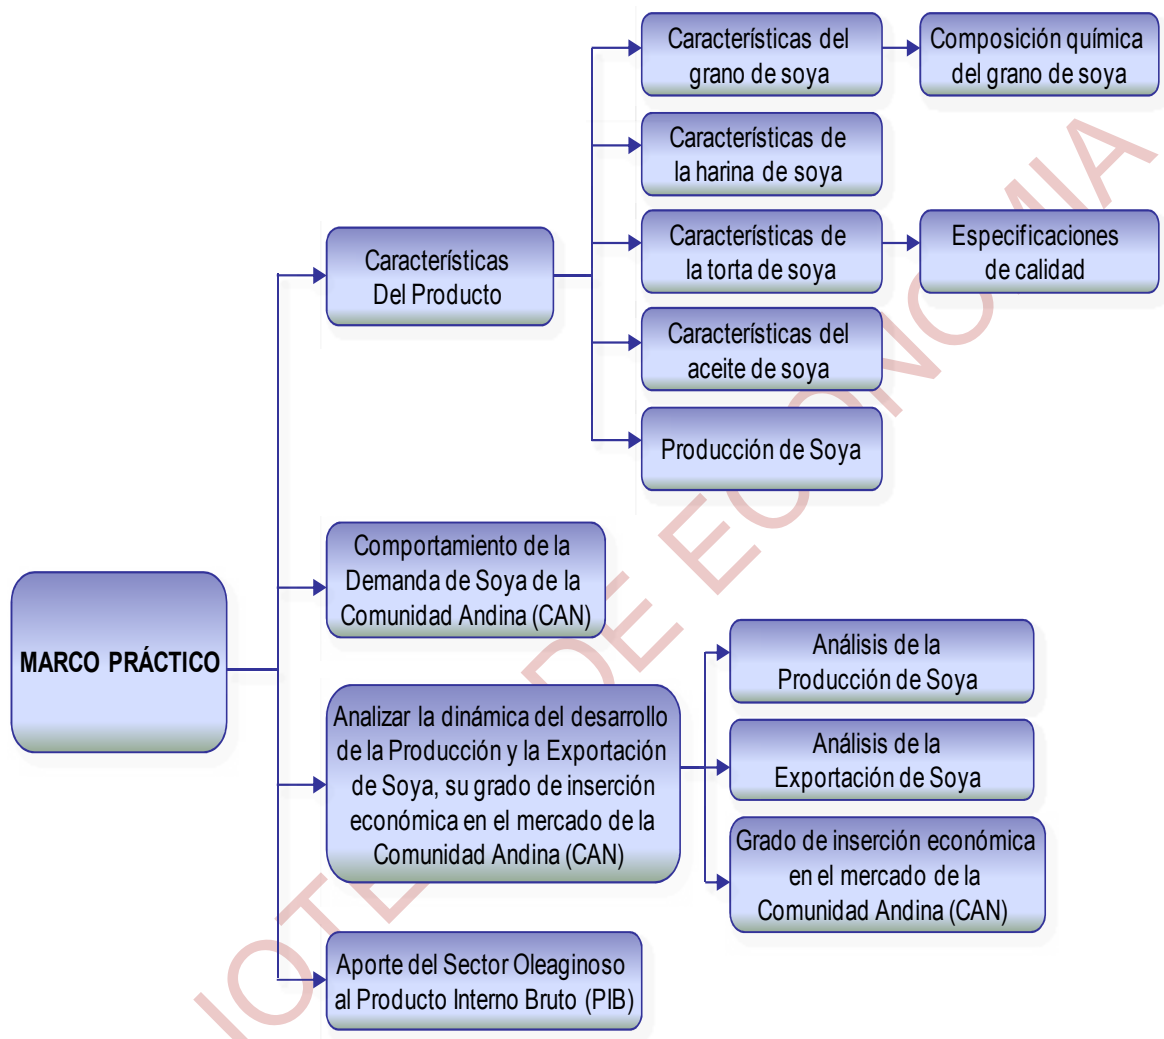 MARCO PRÁCTICO
Características
Del Producto
Características del
grano de soya
Composición química
del grano de soya
Características de
la harina de soya
Características de
la torta de soya
Especificaciones
de calidad
Características del
aceite de soya
Producción de Soya
Comportamiento de la
Demanda de Soya de la
Comunidad Andina (CAN)
Analizar la dinámica del desarrollo
de la Producción y la Exportación
de Soya, su grado de inserción
económica en el mercado de la
Comunidad Andina (CAN)
Análisis de la
Producción de Soya
Análisis de la
Exportación de Soya
Grado de inserción económica
en el mercado de la
Comunidad Andina (CAN)
Aporte del Sector Oleaginoso
al Producto Interno Bruto (PIB)
DE ECONOMIA